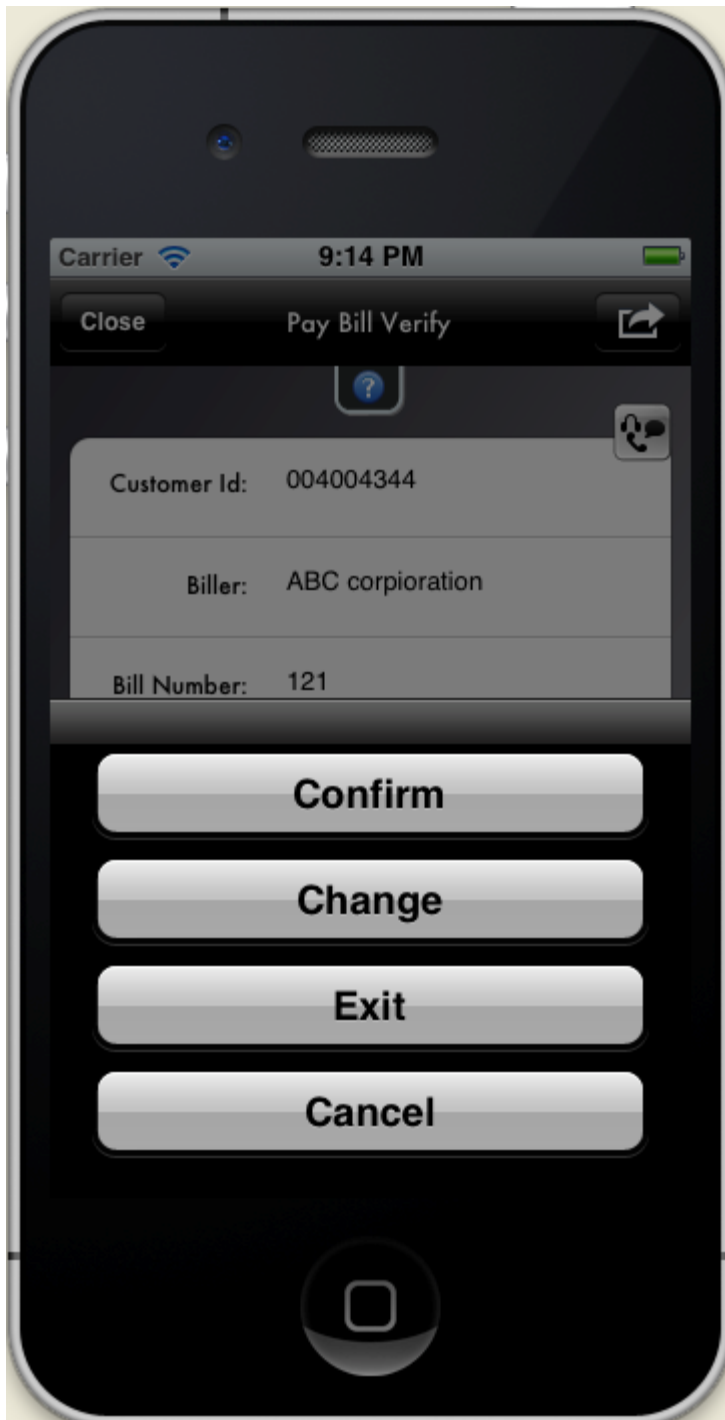 Carrier 9:14 PM
Close Pay Bill Verify
?
Customer Id: 004004344
Biller: ABC corpioration
Bill Number: 121
Confirm
Change
Exit
Cancel